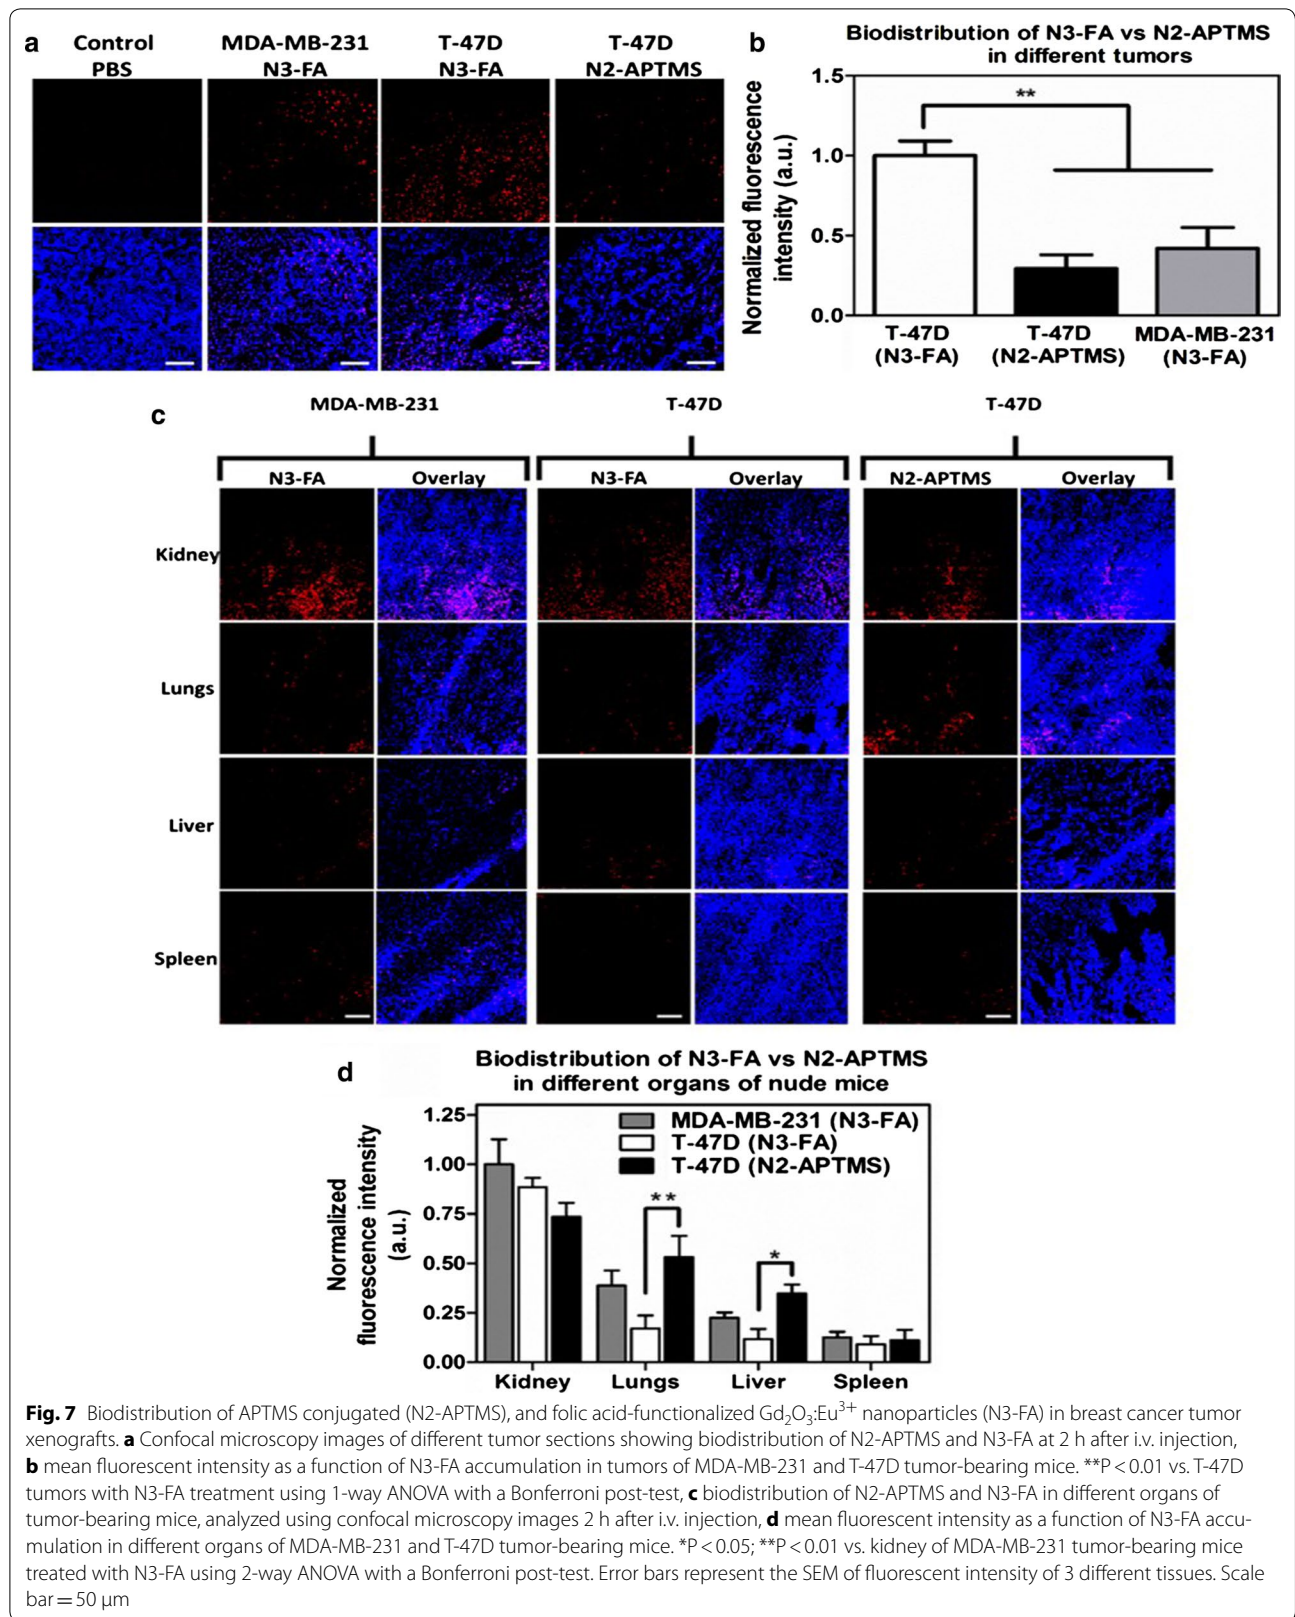 a
Control
PBS
MDA-MB-231
N3-FA
T-47D
N3-FA
T-47D
N2-APTMS
b
Biodistribution of N3-FA vs N2-APTMS
in different tumors
Normalized fluorescence
intensity (a.u.)
1.5
1.0
0.5
0.0
**
T-47D
(N3-FA)
T-47D
(N2-APTMS)
MDA-MB-231
(N3-FA)
c
MDA-MB-231
T-47D
T-47D
N3-FA
Overlay
N3-FA
Overlay
N2-APTMS
Overlay
Kidney
Lungs
Liver
Spleen
d
Biodistribution of N3-FA vs N2-APTMS
in different organs of nude mice
Normalized
fluorescence intensity
(a.u.)
1.25
1.00
0.75
0.50
0.25
0.00
MDA-MB-231 (N3-FA)
T-47D (N3-FA)
T-47D (N2-APTMS)
**
*
Kidney Lungs Liver Spleen
Fig. 7 Biodistribution of APTMS conjugated (N2-APTMS), and folic acid-functionalized Gd₂O₃:Eu³⁺ nanoparticles (N3-FA) in breast cancer tumor
xenografts. a Confocal microscopy images of different tumor sections showing biodistribution of N2-APTMS and N3-FA at 2 h after i.v. injection,
b mean fluorescent intensity as a function of N3-FA accumulation in tumors of MDA-MB-231 and T-47D tumor-bearing mice. **P < 0.01 vs. T-47D
tumors with N3-FA treatment using 1-way ANOVA with a Bonferroni post-test, c biodistribution of N2-APTMS and N3-FA in different organs of
tumor-bearing mice, analyzed using confocal microscopy images 2 h after i.v. injection, d mean fluorescent intensity as a function of N3-FA accu-
mulation in different organs of MDA-MB-231 and T-47D tumor-bearing mice. *P < 0.05; **P < 0.01 vs. kidney of MDA-MB-231 tumor-bearing mice
treated with N3-FA using 2-way ANOVA with a Bonferroni post-test. Error bars represent the SEM of fluorescent intensity of 3 different tissues. Scale
bar = 50 μm